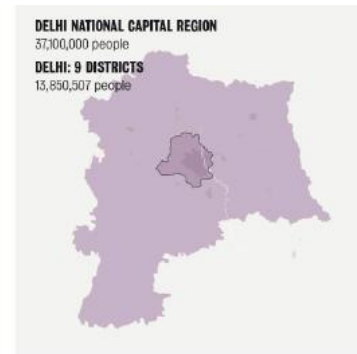 DELHI NATIONAL CAPITAL REGION
37,100,000 people
DELHI: 9 DISTRICTS
13,850,507 people